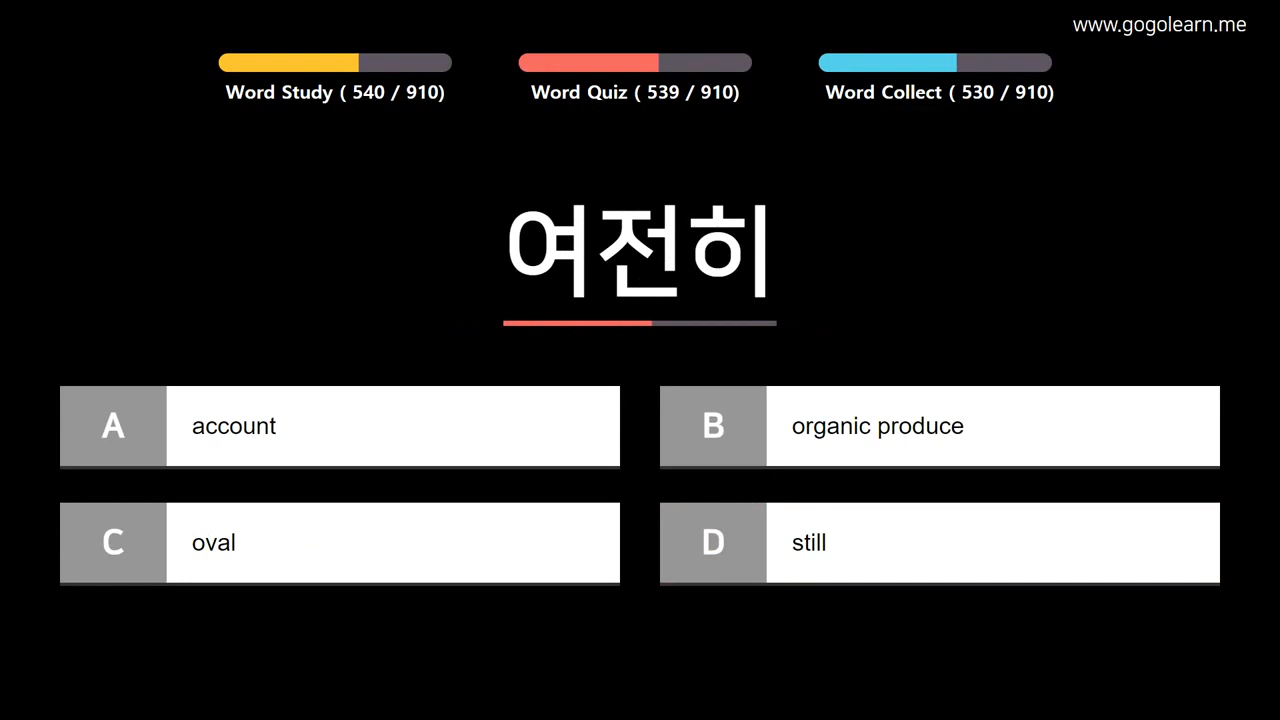 www.gogolearn.me
Word Study ( 540 / 910)
Word Quiz ( 539 / 910)
Word Collect ( 530 / 910)
여전히
A account
B organic produce
C oval
D still